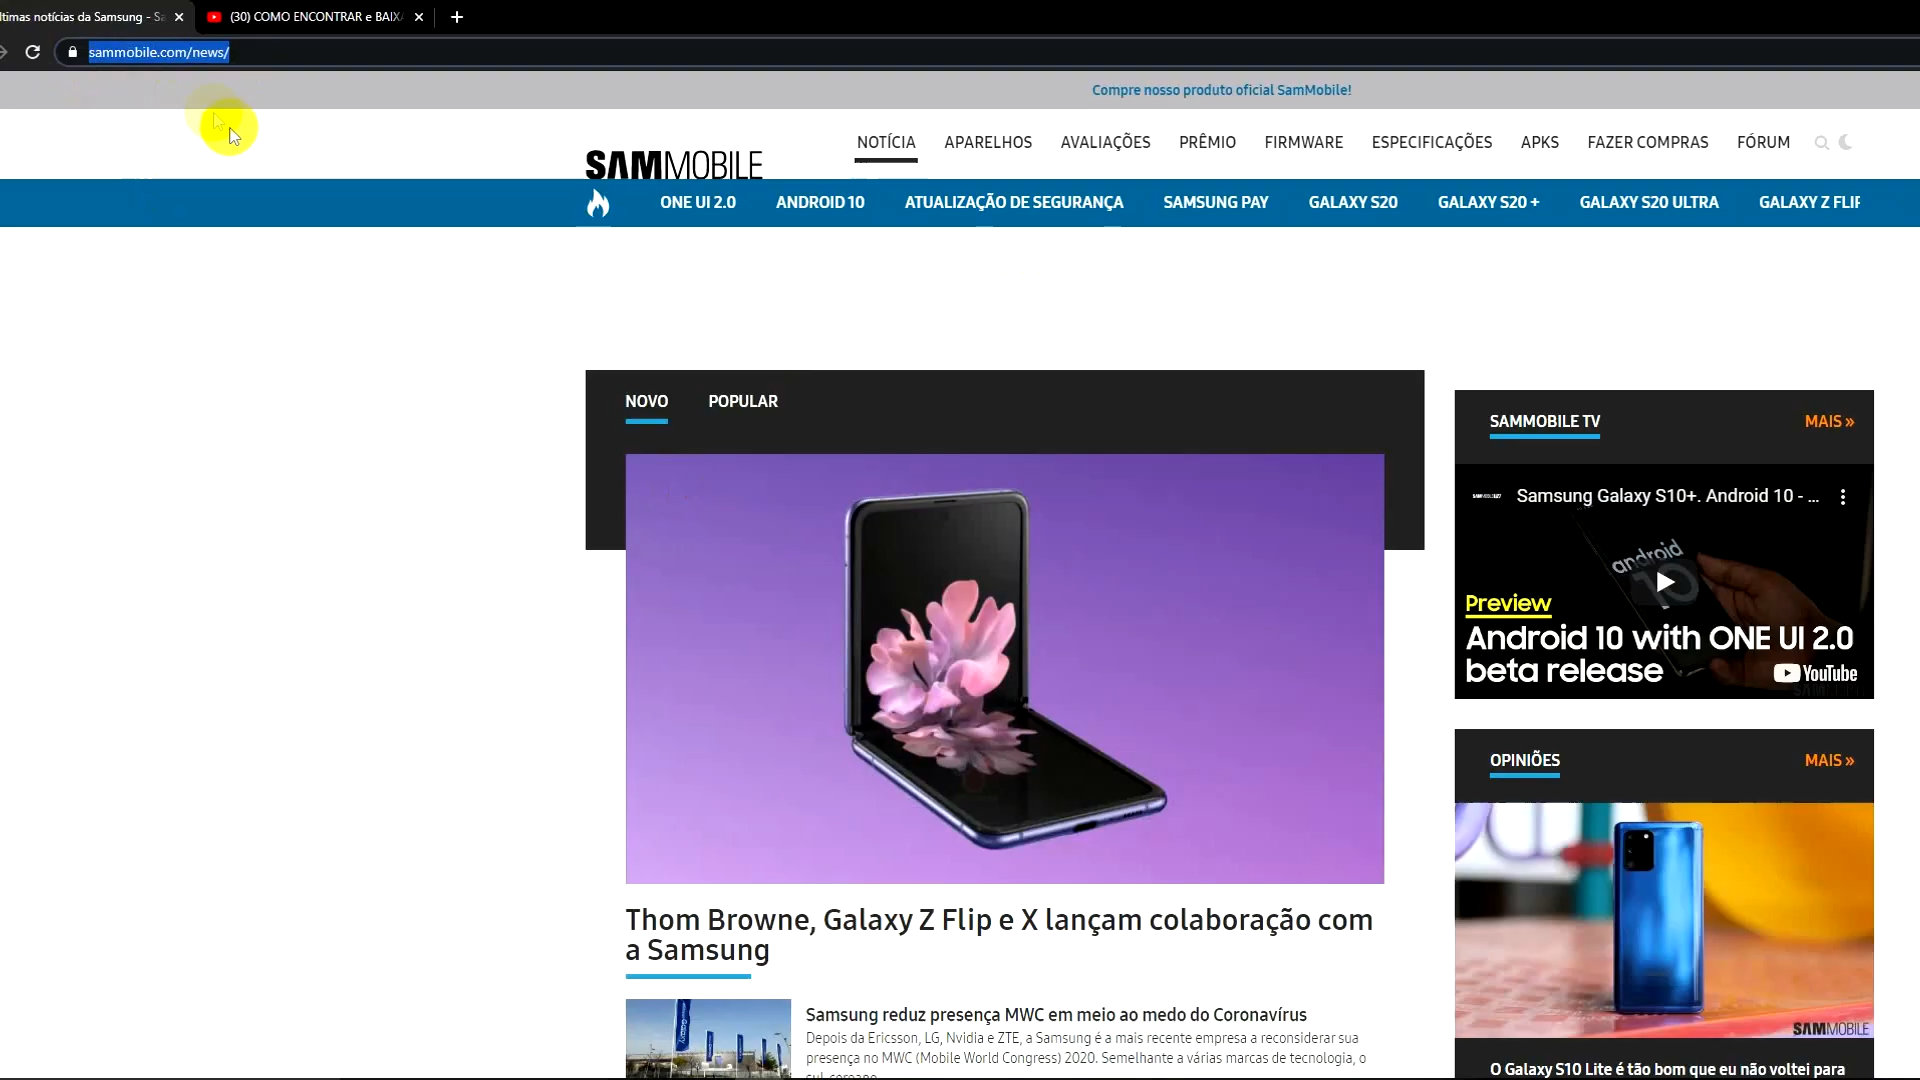 ltimas notícias da Samsung - Sa
(30) COMO ENCONTRAR e BAIX
sammobile.com/news/
Compre nosso produto oficial SamMobile!
SAMMOBILE
NOTÍCIA APARELHOS AVALIAÇÕES PRÊMIO FIRMWARE ESPECIFICAÇÕES APKS FAZER COMPRAS FÓRUM
ONE UI 2.0 ANDROID 10 ATUALIZAÇÃO DE SEGURANÇA SAMSUNG PAY GALAXY S20 GALAXY S20 + GALAXY S20 ULTRA GALAXY Z FLIP
NOVO POPULAR
Thom Browne, Galaxy Z Flip e X lançam colaboração com
a Samsung
Samsung reduz presença MWC em meio ao medo do Coronavírus
Depois da Ericsson, LG, Nvidia e ZTE, a Samsung é a mais recente empresa a reconsiderar sua
presença no MWC (Mobile World Congress) 2020. Semelhante a várias marcas de tecnologia, o
sul-coreano
SAMMOBILE TV MAIS »
Samsung Galaxy S10+. Android 10 - ...
android
10
Preview
Android 10 with ONE UI 2.0
beta release
YouTube
OPINIÕES MAIS »
SAMMOBILE
O Galaxy S10 Lite é tão bom que eu não voltei para